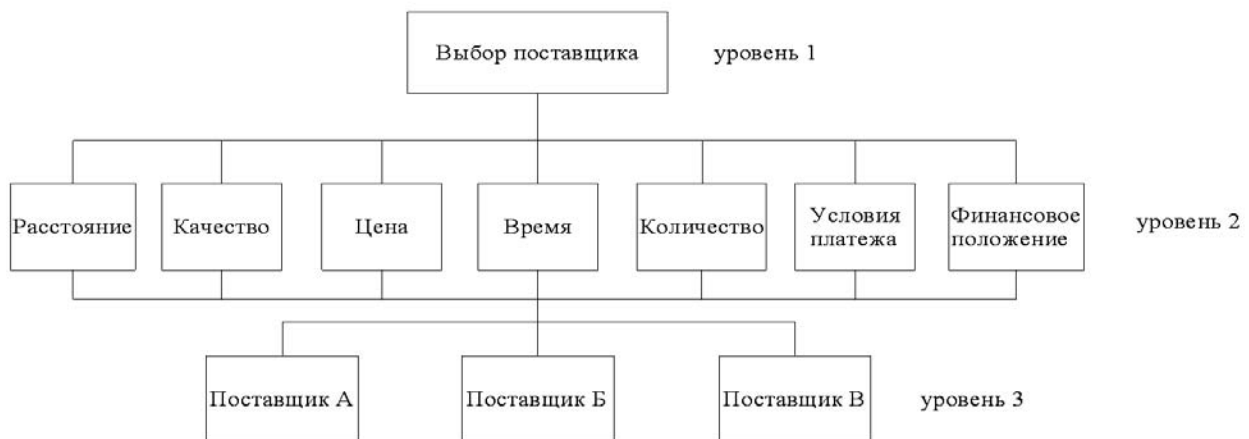 Выбор поставщика
уровень 1
Расстояние
Качество
Цена
Время
Количество
Условия
платежа
Финансовое
положение
уровень 2
Поставщик А
Поставщик Б
Поставщик В
уровень 3